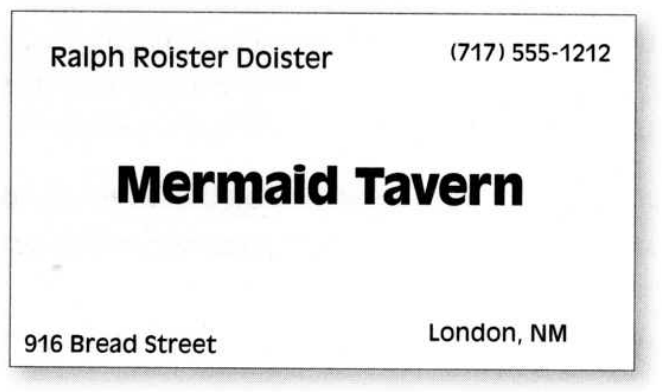 Ralph Roister Doister
(717) 555-1212
Mermaid Tavern
916 Bread Street
London, NM